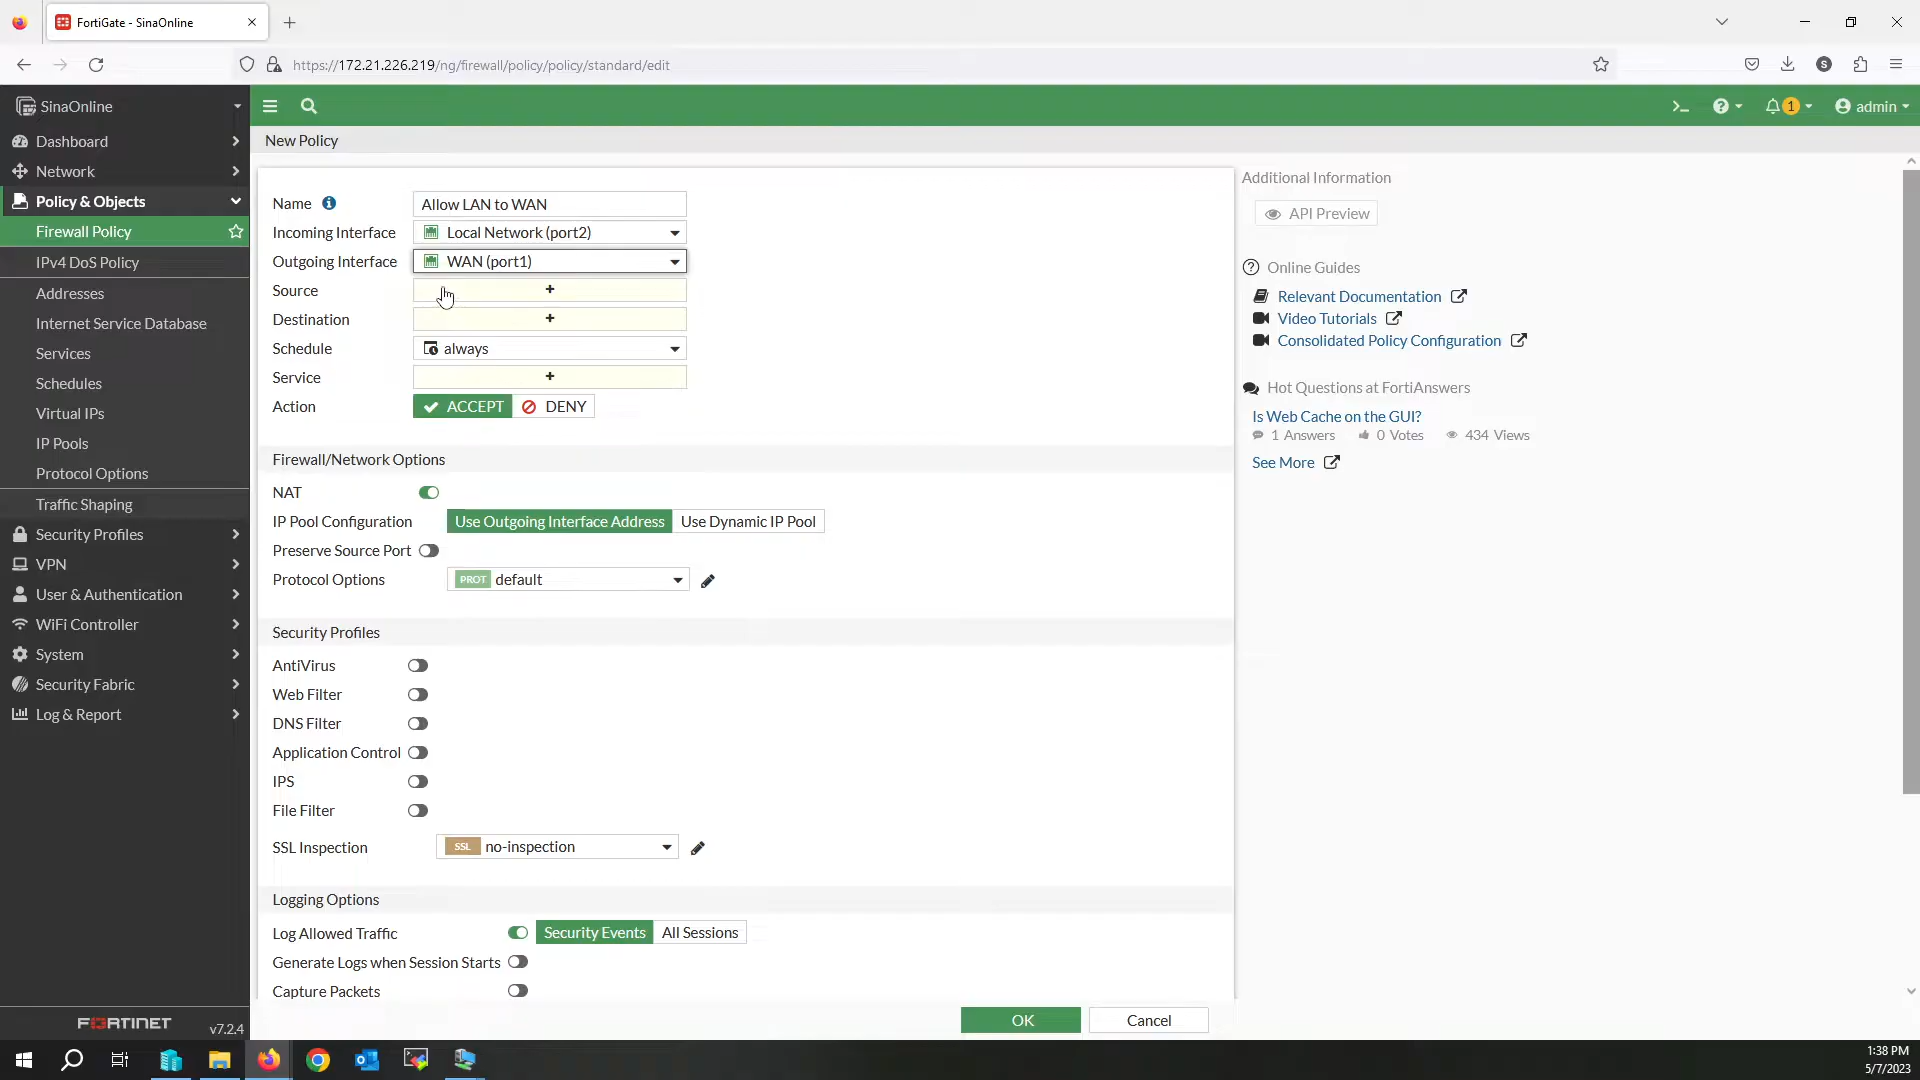 FortiGate - SinaOnline
https://172.21.226.219/ng/firewall/policy/policy/standard/edit
S
SinaOnline
1
admin
Dashboard
Network
Policy & Objects
Firewall Policy
IPv4 DoS Policy
Addresses
Internet Service Database
Services
Schedules
Virtual IPs
IP Pools
Protocol Options
Traffic Shaping
Security Profiles
VPN
User & Authentication
WiFi Controller
System
Security Fabric
Log & Report
FORTINET v7.2.4
New Policy
Name Allow LAN to WAN
Incoming Interface Local Network (port2)
Outgoing Interface WAN (port1)
Source +
Destination +
Schedule always
Service +
Action ACCEPT DENY
Firewall/Network Options
NAT
IP Pool Configuration Use Outgoing Interface Address Use Dynamic IP Pool
Preserve Source Port
Protocol Options PROT default
Security Profiles
AntiVirus
Web Filter
DNS Filter
Application Control
IPS
File Filter
SSL Inspection SSL no-inspection
Logging Options
Log Allowed Traffic Security Events All Sessions
Generate Logs when Session Starts
Capture Packets
OK Cancel
Additional Information
API Preview
Online Guides
Relevant Documentation
Video Tutorials
Consolidated Policy Configuration
Hot Questions at FortiAnswers
Is Web Cache on the GUI?
1 Answers 0 Votes 434 Views
See More
1:38 PM
5/7/2023